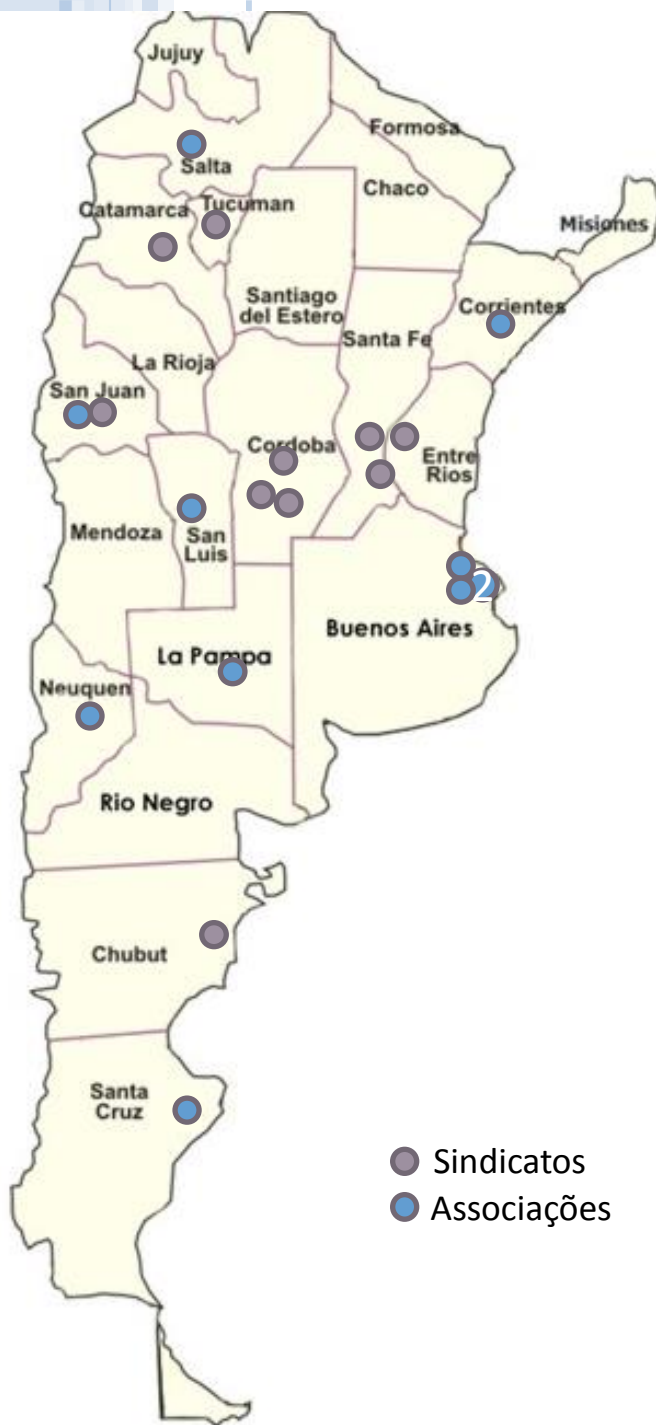 Jujuy
Formosa
Salta
Chaco
Catamarca
Tucuman
Misiones
Santiago
del Estero
Corrientes
Santa Fe
La Rioja
San Juan
Cordoba
Entre
Rios
Mendoza
San
Luis
2
Buenos Aires
La Pampa
Neuquen
Rio Negro
Chubut
Santa
Cruz
Sindicatos
Associações